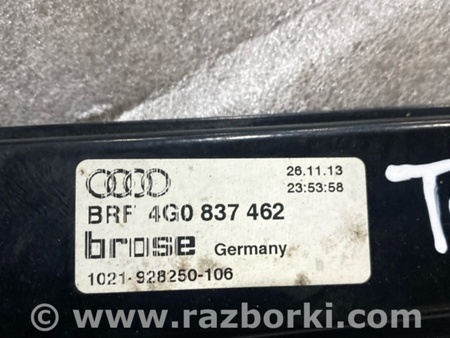 26.11.13
23:53:58
BRF 4G0 837 462
brose Germany
1021-928250-106
© www.razborki.com